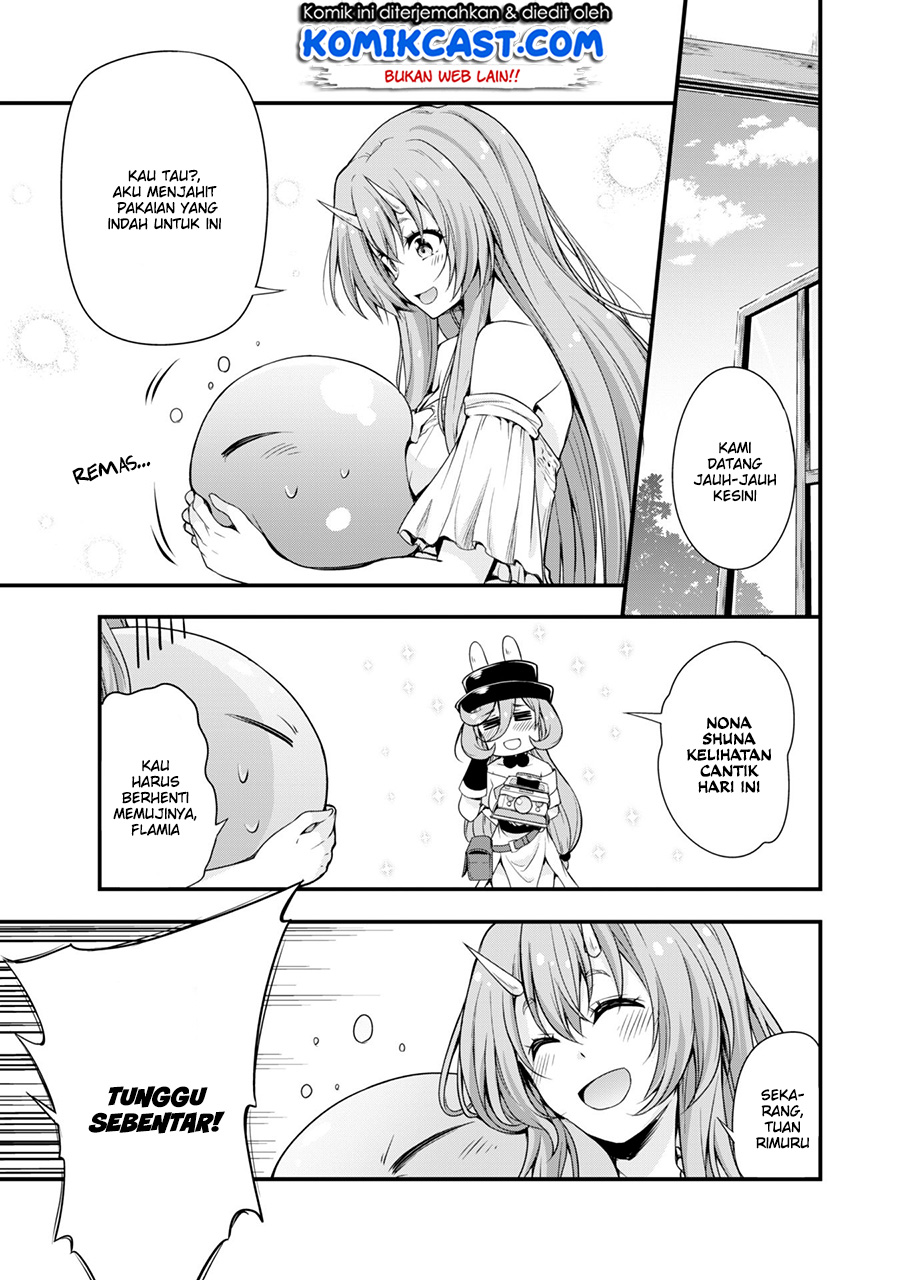 Komik ini diterjemahkan & diedit oleh
KOMIKCAST.COM
BUKAN WEB LAIN!!
KAMI
DATANG
JAUH-JAUH
KESINI
KAU TAU?,
AKU MENJAHIT
PAKAIAN YANG
INDAH UNTUK INI
REMAS...
NONA
SHUNA
KELIHATAN
CANTIK
HARI INI
KAU
HARUS
BERHENTI
MEMUJINYA,
FLAMIA
SEKA-
RANG,
TUAN
RIMURU
TUNGGU
SEBENTAR!